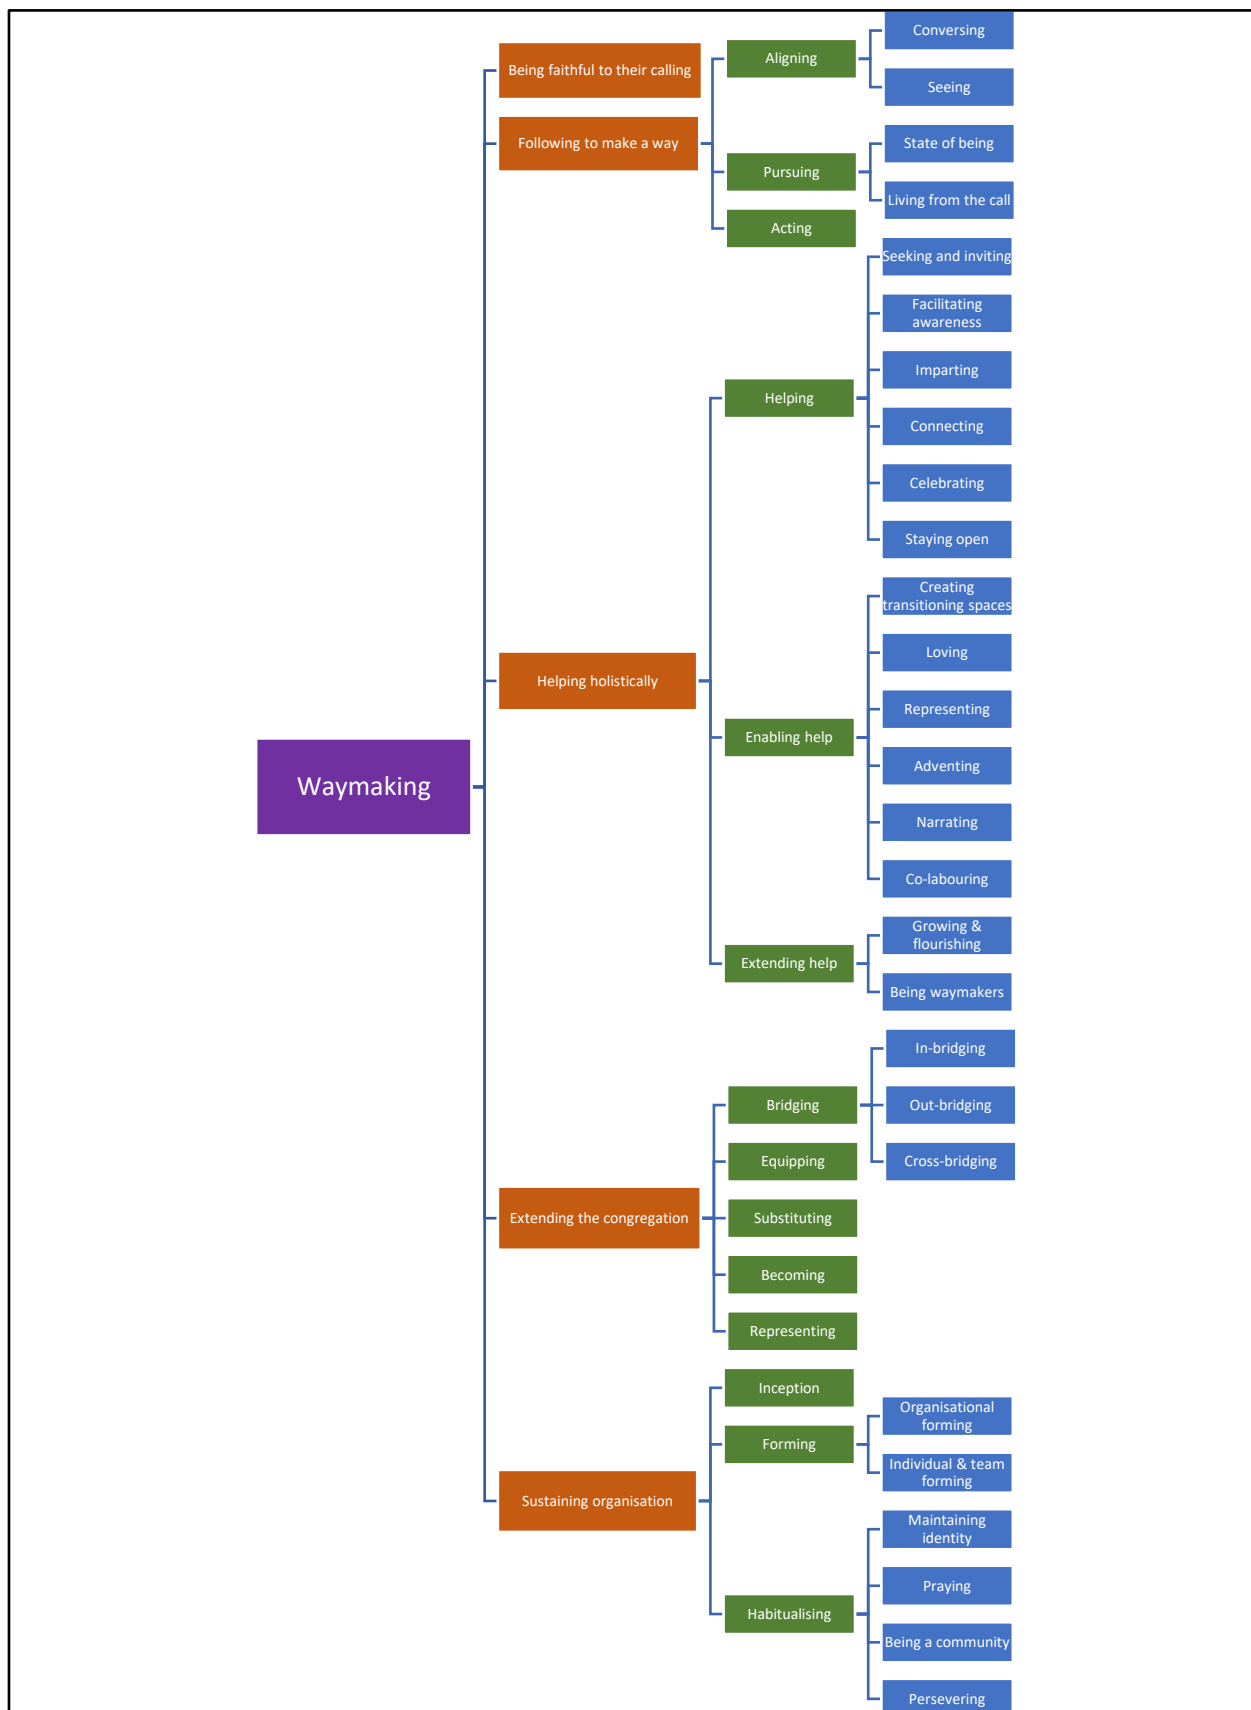 Waymaking
Being faithful to their calling
Following to make a way
Aligning
Conversing
Seeing
Pursuing
State of being
Living from the call
Acting
Helping holistically
Helping
Seeking and inviting
Facilitating
awareness
Imparting
Connecting
Celebrating
Staying open
Enabling help
Creating
transitioning spaces
Loving
Representing
Adventing
Narrating
Co-labouring
Extending help
Growing &
flourishing
Being waymakers
Extending the congregation
Bridging
In-bridging
Out-bridging
Cross-bridging
Equipping
Substituting
Becoming
Representing
Sustaining organisation
Inception
Forming
Organisational
forming
Individual & team
forming
Habitualising
Maintaining
identity
Praying
Being a community
Persevering